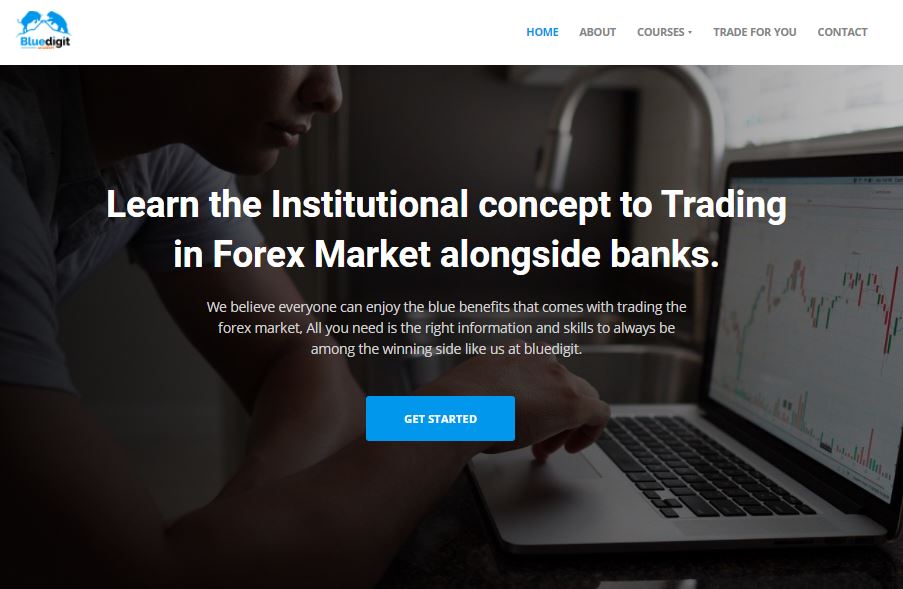 Bluedigit
HOME
ABOUT
COURSES
TRADE FOR YOU
CONTACT
Learn the Institutional concept to Trading
in Forex Market alongside banks.
We believe everyone can enjoy the blue benefits that comes with trading the
forex market, All you need is the right information and skills to always be
among the winning side like us at bluedigit.
GET STARTED